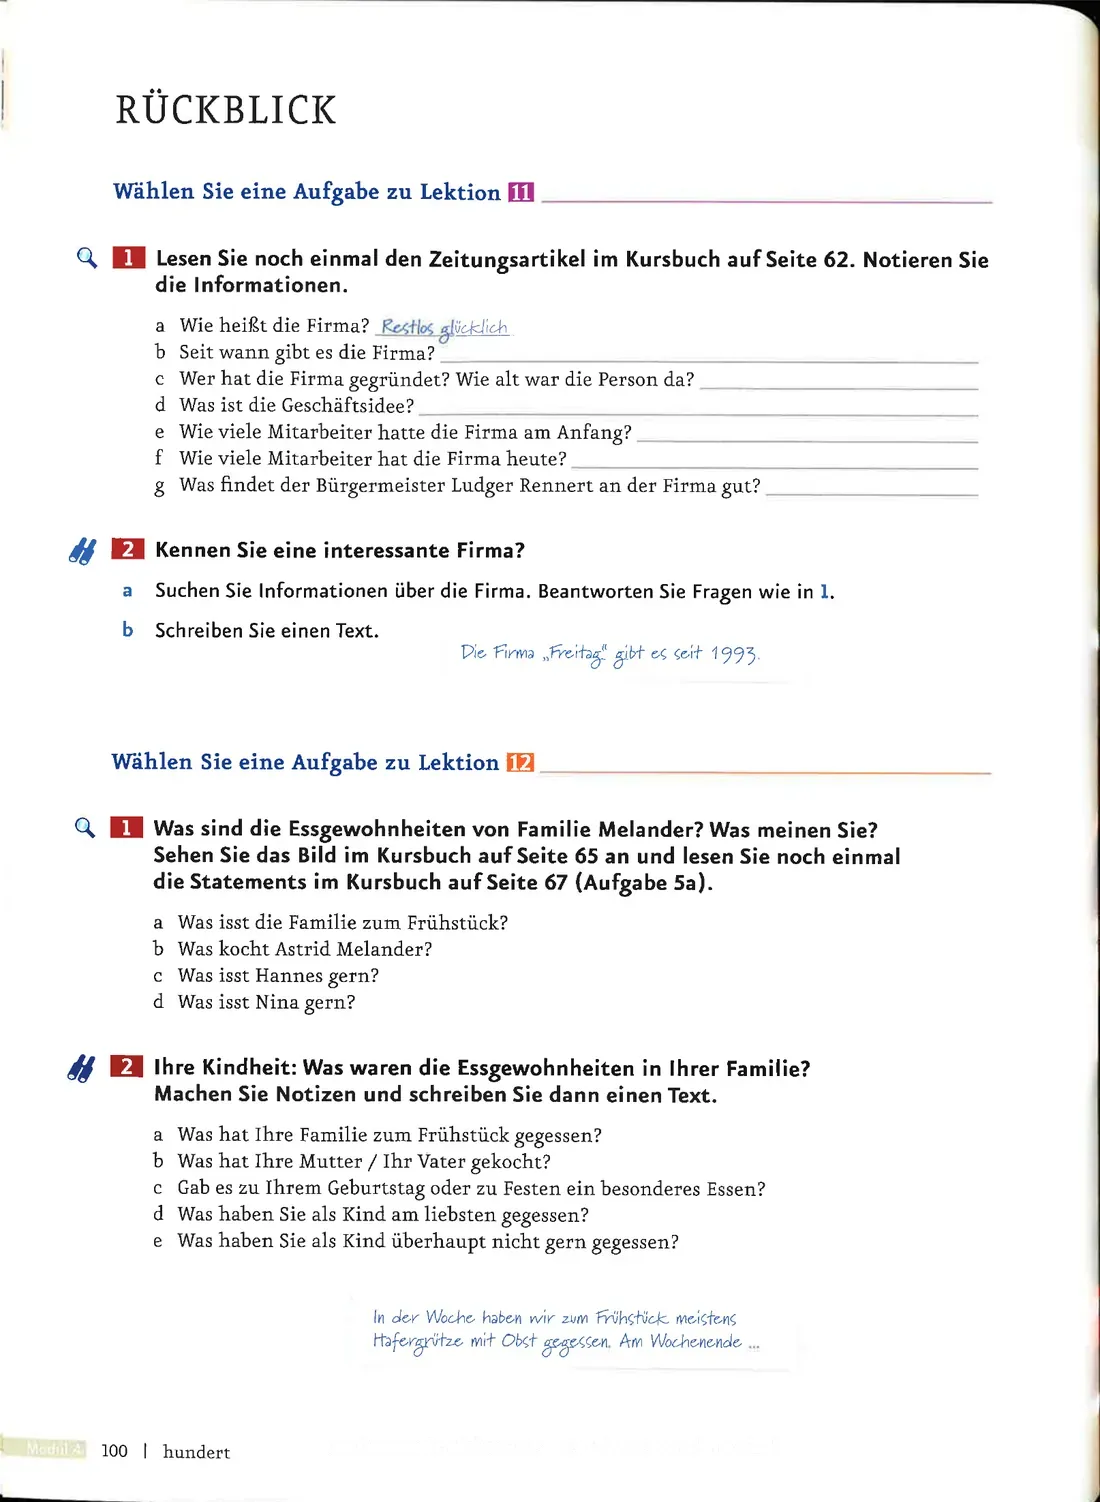 RÜCKBLICK
Wählen Sie eine Aufgabe zu Lektion 11
1 Lesen Sie noch einmal den Zeitungsartikel im Kursbuch auf Seite 62. Notieren Sie
die Informationen.
a Wie heißt die Firma? Restlos glücklich
b Seit wann gibt es die Firma?
c Wer hat die Firma gegründet? Wie alt war die Person da?
d Was ist die Geschäftsidee?
e Wie viele Mitarbeiter hatte die Firma am Anfang?
f Wie viele Mitarbeiter hat die Firma heute?
g Was findet der Bürgermeister Ludger Rennert an der Firma gut?
2 Kennen Sie eine interessante Firma?
a Suchen Sie Informationen über die Firma. Beantworten Sie Fragen wie in 1.
b Schreiben Sie einen Text.
Die Firma „Freitag“ gibt es seit 1993.
Wählen Sie eine Aufgabe zu Lektion 12
1 Was sind die Essgewohnheiten von Familie Melander? Was meinen Sie?
Sehen Sie das Bild im Kursbuch auf Seite 65 an und lesen Sie noch einmal
die Statements im Kursbuch auf Seite 67 (Aufgabe 5a).
a Was isst die Familie zum Frühstück?
b Was kocht Astrid Melander?
c Was isst Hannes gern?
d Was isst Nina gern?
2 Ihre Kindheit: Was waren die Essgewohnheiten in Ihrer Familie?
Machen Sie Notizen und schreiben Sie dann einen Text.
a Was hat Ihre Familie zum Frühstück gegessen?
b Was hat Ihre Mutter / Ihr Vater gekocht?
c Gab es zu Ihrem Geburtstag oder zu Festen ein besonderes Essen?
d Was haben Sie als Kind am liebsten gegessen?
e Was haben Sie als Kind überhaupt nicht gern gegessen?
In der Woche haben wir zum Frühstück meistens
Hafergrütze mit Obst gegessen. Am Wochenende ...
Modul 4 100 | hundert